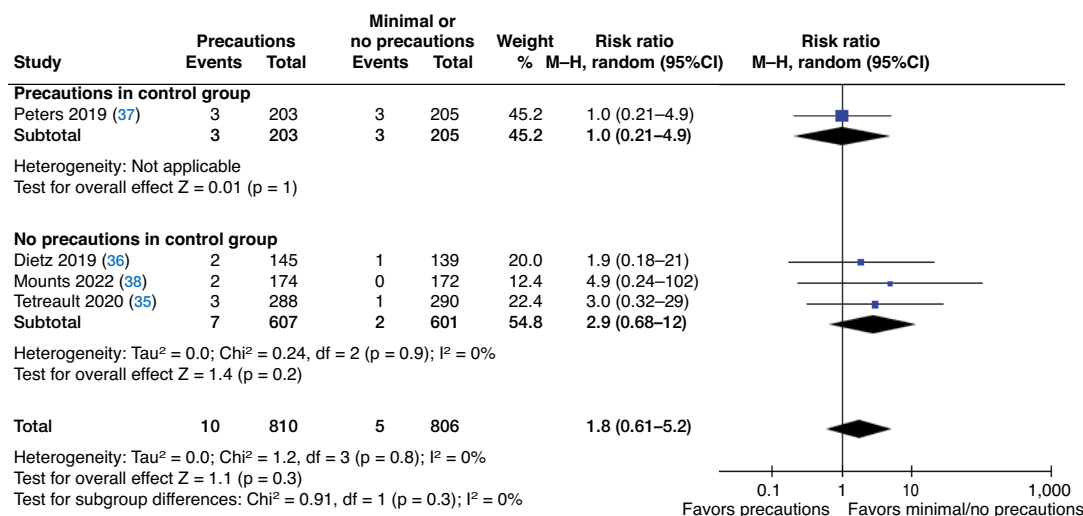 Minimal or
Precautions no precautions Weight Risk ratio Risk ratio
Study Events Total Events Total % M–H, random (95%CI) M–H, random (95%CI)
Precautions in control group
Peters 2019 (37) 3 203 3 205 45.2 1.0 (0.21–4.9)
Subtotal 3 203 3 205 45.2 1.0 (0.21–4.9)
Heterogeneity: Not applicable
Test for overall effect Z = 0.01 (p = 1)
No precautions in control group
Dietz 2019 (36) 2 145 1 139 20.0 1.9 (0.18–21)
Mounts 2022 (38) 2 174 0 172 12.4 4.9 (0.24–102)
Tetreault 2020 (35) 3 288 1 290 22.4 3.0 (0.32–29)
Subtotal 7 607 2 601 54.8 2.9 (0.68–12)
Heterogeneity: Tau² = 0.0; Chi² = 0.24, df = 2 (p = 0.9); I² = 0%
Test for overall effect Z = 1.4 (p = 0.2)
Total 10 810 5 806 1.8 (0.61–5.2)
Heterogeneity: Tau² = 0.0; Chi² = 1.2, df = 3 (p = 0.8); I² = 0%
Test for overall effect Z = 1.1 (p = 0.3)
Test for subgroup differences: Chi² = 0.91, df = 1 (p = 0.3); I² = 0%
0.1 1 10 1,000
Favors precautions Favors minimal/no precautions